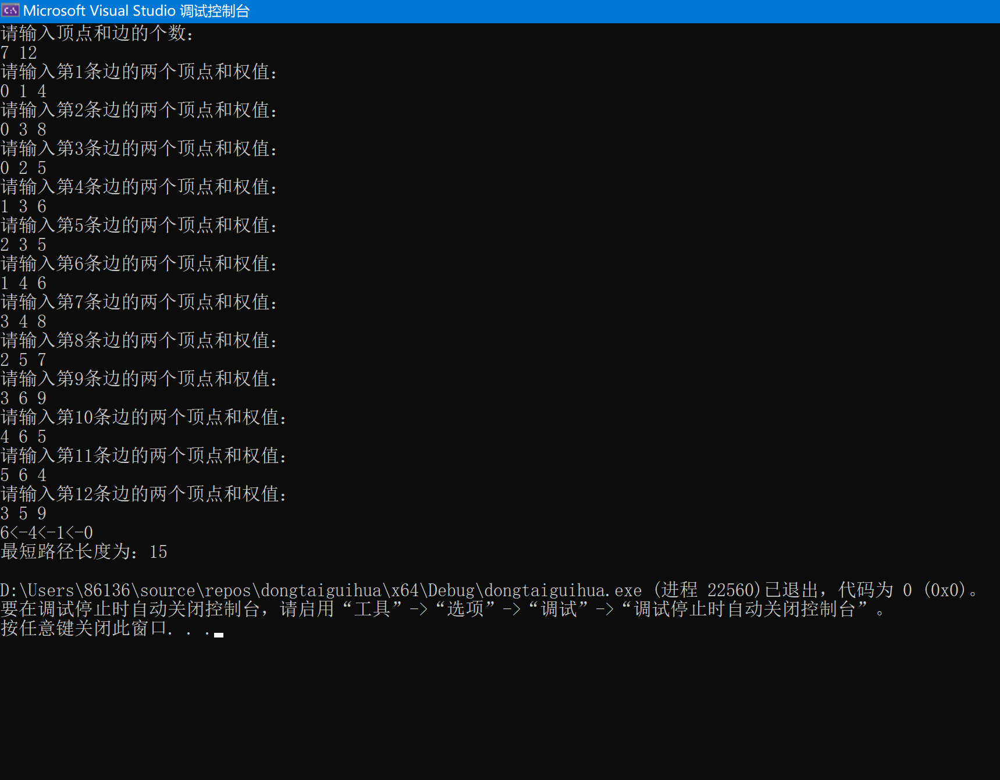 Microsoft Visual Studio 调试控制台
请输入顶点和边的个数：
7 12
请输入第1条边的两个顶点和权值：
0 1 4
请输入第2条边的两个顶点和权值：
0 3 8
请输入第3条边的两个顶点和权值：
0 2 5
请输入第4条边的两个顶点和权值：
1 3 6
请输入第5条边的两个顶点和权值：
2 3 5
请输入第6条边的两个顶点和权值：
1 4 6
请输入第7条边的两个顶点和权值：
3 4 8
请输入第8条边的两个顶点和权值：
2 5 7
请输入第9条边的两个顶点和权值：
3 6 9
请输入第10条边的两个顶点和权值：
4 6 5
请输入第11条边的两个顶点和权值：
5 6 4
请输入第12条边的两个顶点和权值：
3 5 9
6<-4<-1<-0
最短路径长度为：15
D:\Users\86136\source\repos\dongtaiguihua\x64\Debug\dongtaiguihua.exe (进程 22560)已退出，代码为 0 (0x0)。
要在调试停止时自动关闭控制台，请启用“工具”->“选项”->“调试”->“调试停止时自动关闭控制台”。
按任意键关闭此窗口. . .